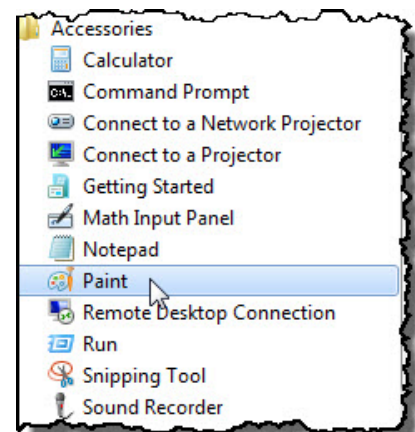 Accessories
Calculator
Command Prompt
Connect to a Network Projector
Connect to a Projector
Getting Started
Math Input Panel
Notepad
Paint
Remote Desktop Connection
Run
Snipping Tool
Sound Recorder